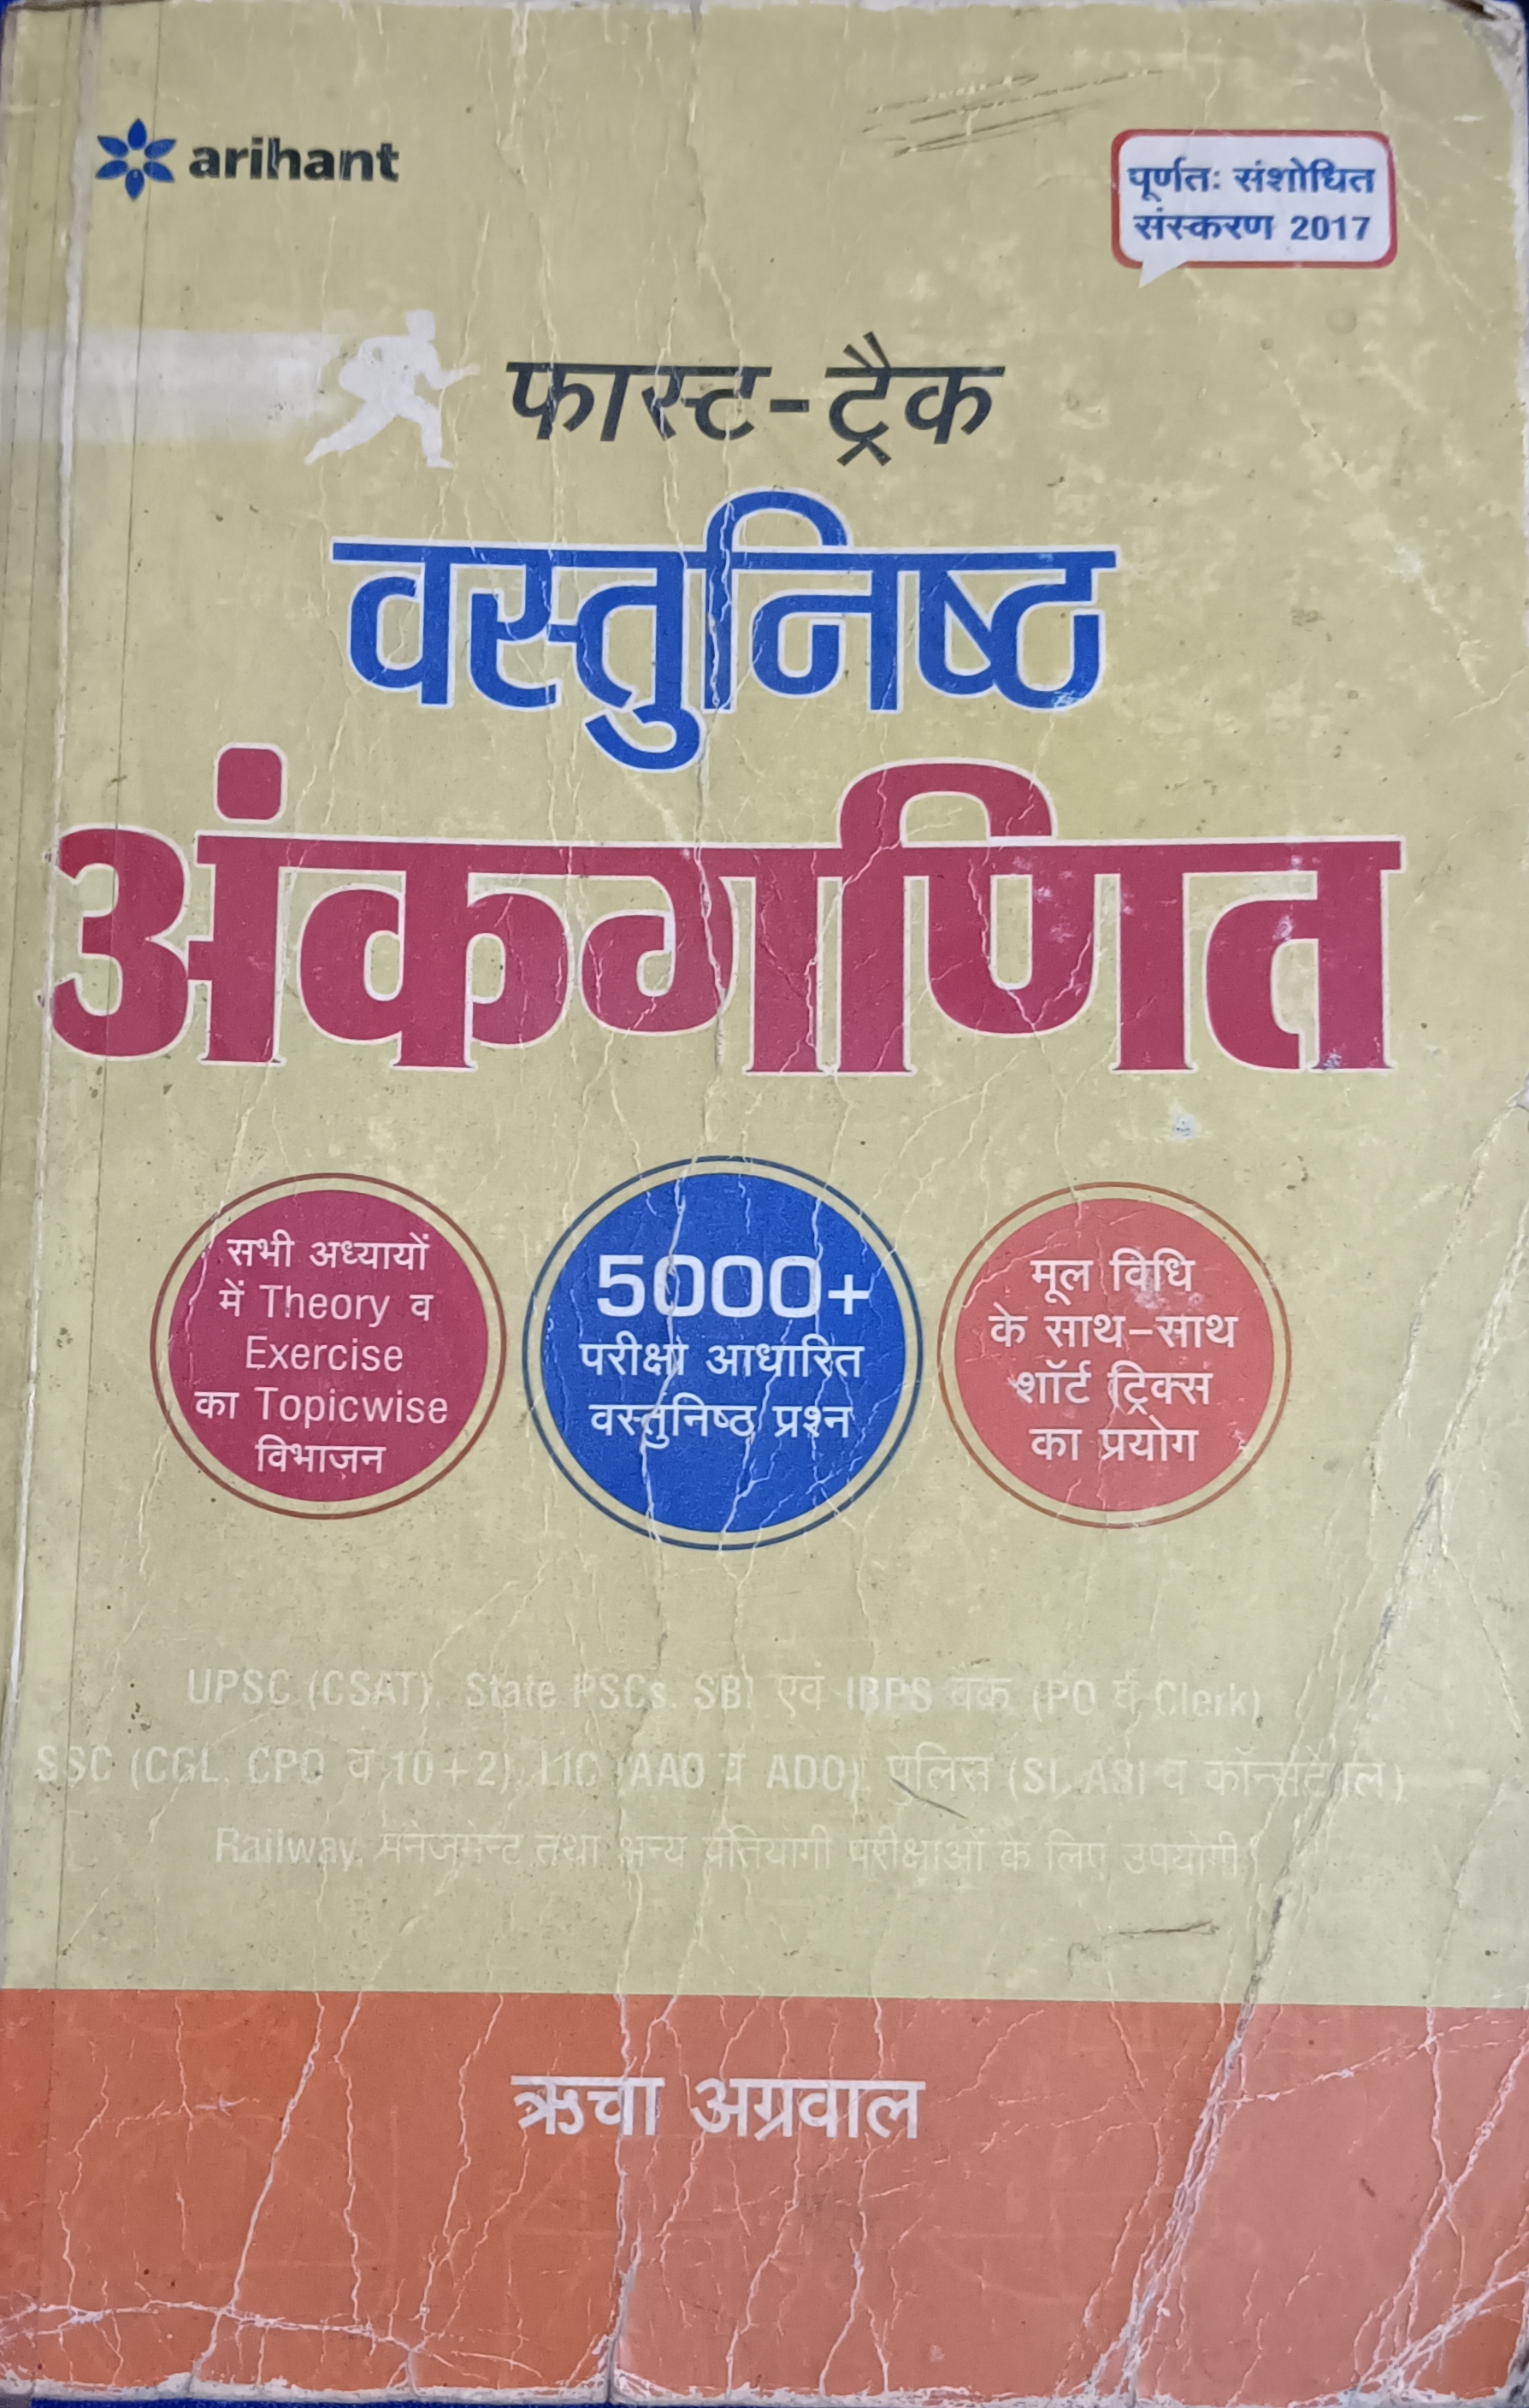 arihant
पूर्णतः संशोधित
संस्करण 2017
फास्ट-ट्रैक
वस्तुनिष्ठ
अंकगणित
सभी अध्यायों
में Theory व
Exercise
का Topicwise
विभाजन
5000+
परीक्षा आधारित
वस्तुनिष्ठ प्रश्न
मूल विधि
के साथ-साथ
शॉर्ट ट्रिक्स
का प्रयोग
UPSC (CSAT), State PSCs, SBI एवं IBPS बैंक (PO व Clerk)
SSC (CGL, CPO व 10+2), LIC (AAO व ADO), पुलिस (SI, ASI व कॉन्सटेबल)
Railway, मैनेजमेन्ट तथा अन्य प्रतियोगी परीक्षाओं के लिए उपयोगी
ऋचा अग्रवाल